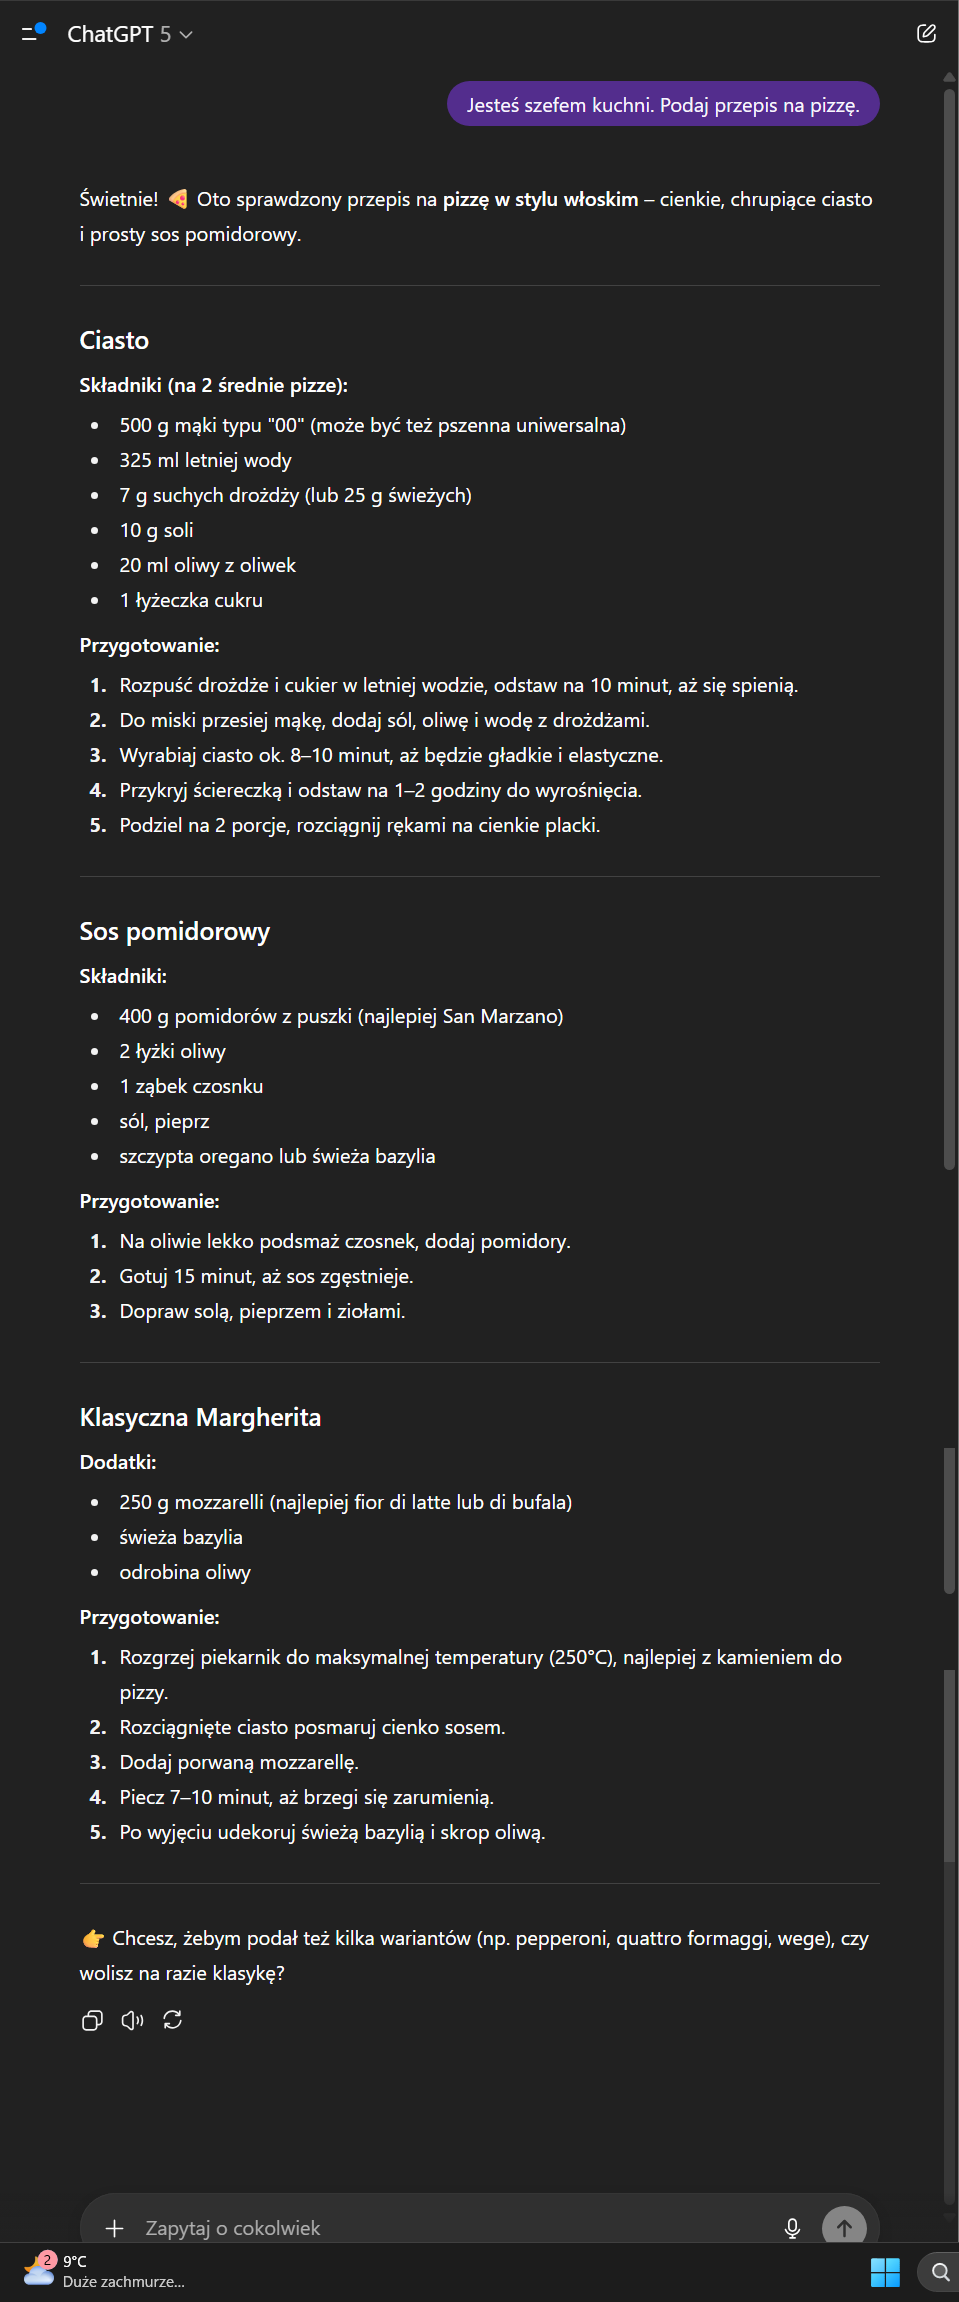 ChatGPT 5
Jesteś szefem kuchni. Podaj przepis na pizzę.
Świetnie! 🍕 Oto sprawdzony przepis na pizzę w stylu włoskim – cienkie, chrupiące ciasto
i prosty sos pomidorowy.
Ciasto
Składniki (na 2 średnie pizze):
• 500 g mąki typu "00" (może być też pszenna uniwersalna)
• 325 ml letniej wody
• 7 g suchych drożdży (lub 25 g świeżych)
• 10 g soli
• 20 ml oliwy z oliwek
• 1 łyżeczka cukru
Przygotowanie:
1. Rozpuść drożdże i cukier w letniej wodzie, odstaw na 10 minut, aż się spienią.
2. Do miski przesiej mąkę, dodaj sól, oliwę i wodę z drożdżami.
3. Wyrabiaj ciasto ok. 8–10 minut, aż będzie gładkie i elastyczne.
4. Przykryj ściereczką i odstaw na 1–2 godziny do wyrośnięcia.
5. Podziel na 2 porcje, rozciągnij rękami na cienkie placki.
Sos pomidorowy
Składniki:
• 400 g pomidorów z puszki (najlepiej San Marzano)
• 2 łyżki oliwy
• 1 ząbek czosnku
• sól, pieprz
• szczypta oregano lub świeża bazylia
Przygotowanie:
1. Na oliwie lekko podsmaż czosnek, dodaj pomidory.
2. Gotuj 15 minut, aż sos zgęstnieje.
3. Dopraw solą, pieprzem i ziołami.
Klasyczna Margherita
Dodatki:
• 250 g mozzarelli (najlepiej fior di latte lub di bufala)
• świeża bazylia
• odrobina oliwy
Przygotowanie:
1. Rozgrzej piekarnik do maksymalnej temperatury (250°C), najlepiej z kamieniem do
pizzy.
2. Rozciągnięte ciasto posmaruj cienko sosem.
3. Dodaj porwaną mozzarellę.
4. Piecz 7–10 minut, aż brzegi się zarumienią.
5. Po wyjęciu udekoruj świeżą bazylią i skrop oliwą.
👉 Chcesz, żebym podał też kilka wariantów (np. pepperoni, quattro formaggi, wege), czy
wolisz na razie klasykę?
Zapytaj o cokolwiek
2
9°C
Duże zachmurze...